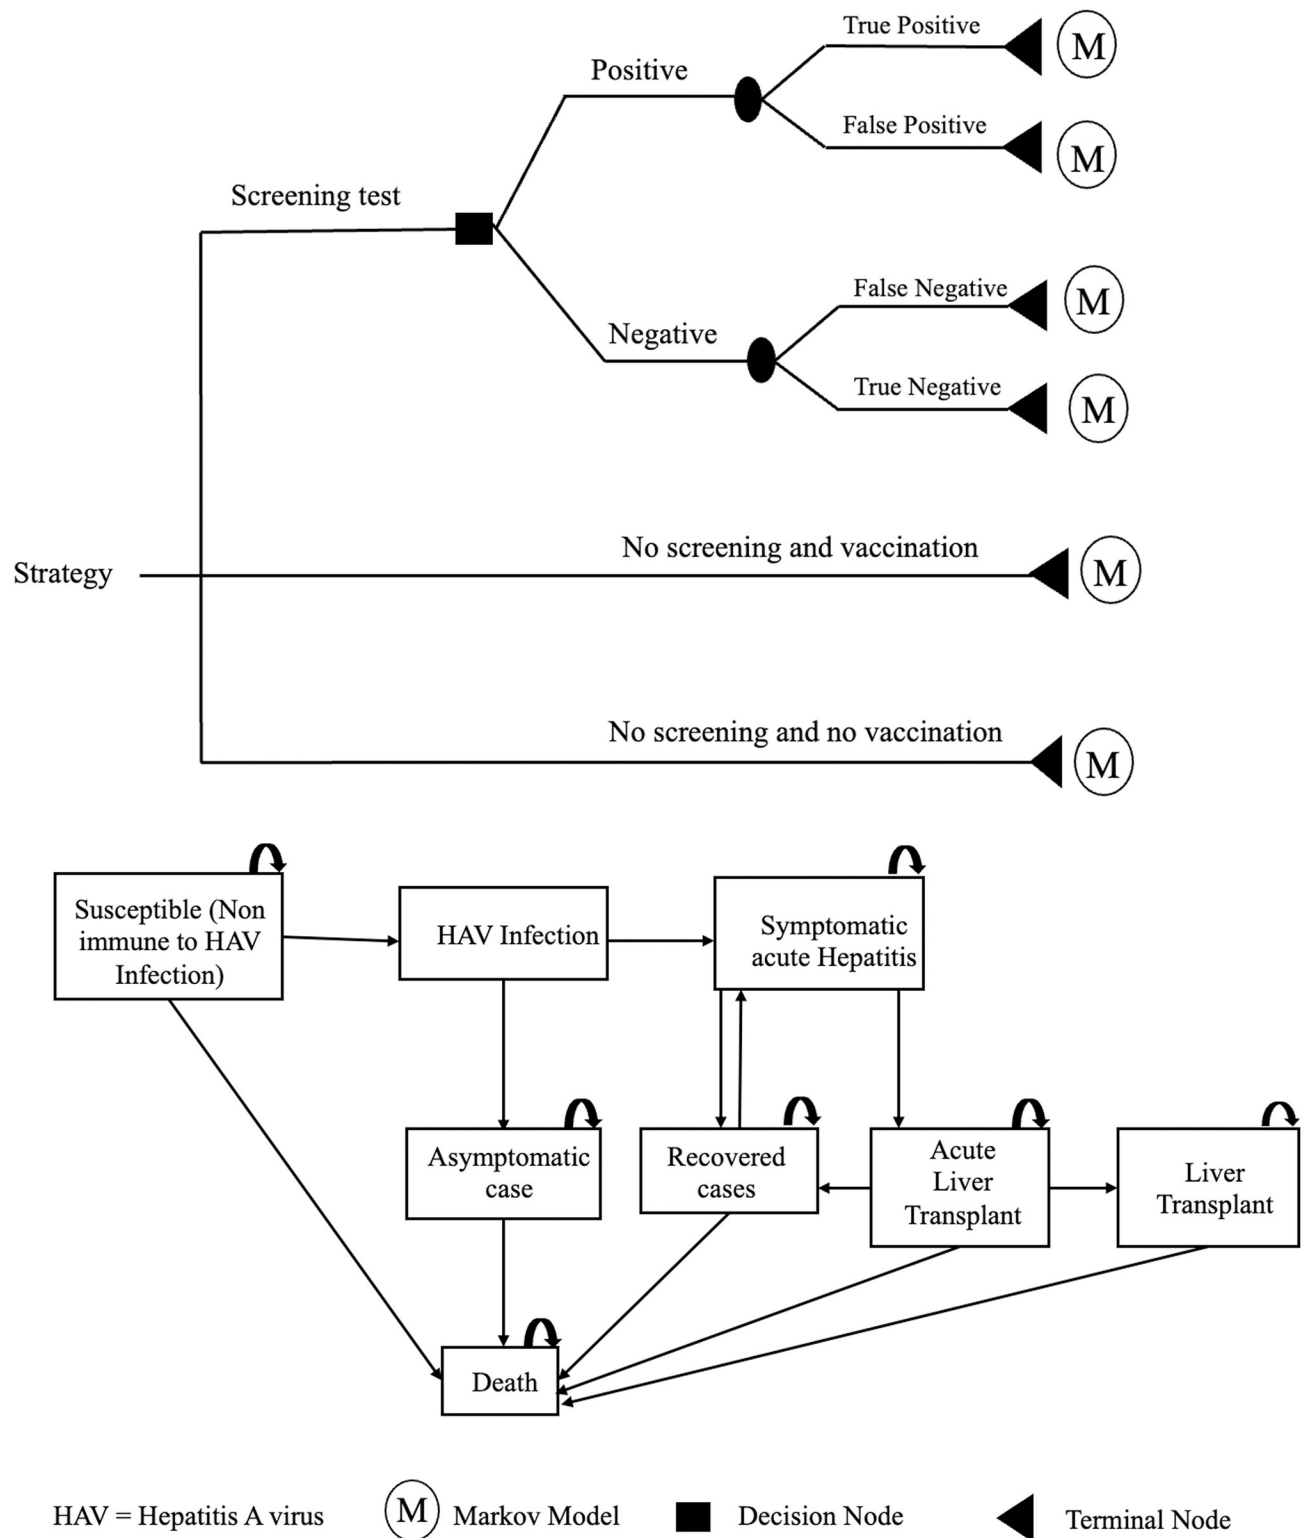 True Positive
M
Positive
False Positive
M
Screening test
False Negative
M
Negative
True Negative
M
No screening and vaccination
Strategy
M
No screening and no vaccination
M
Susceptible (Non
immune to HAV
Infection)
HAV Infection
Symptomatic
acute Hepatitis
Asymptomatic
case
Recovered
cases
Acute
Liver
Transplant
Liver
Transplant
Death
HAV = Hepatitis A virus
M Markov Model
Decision Node
Terminal Node